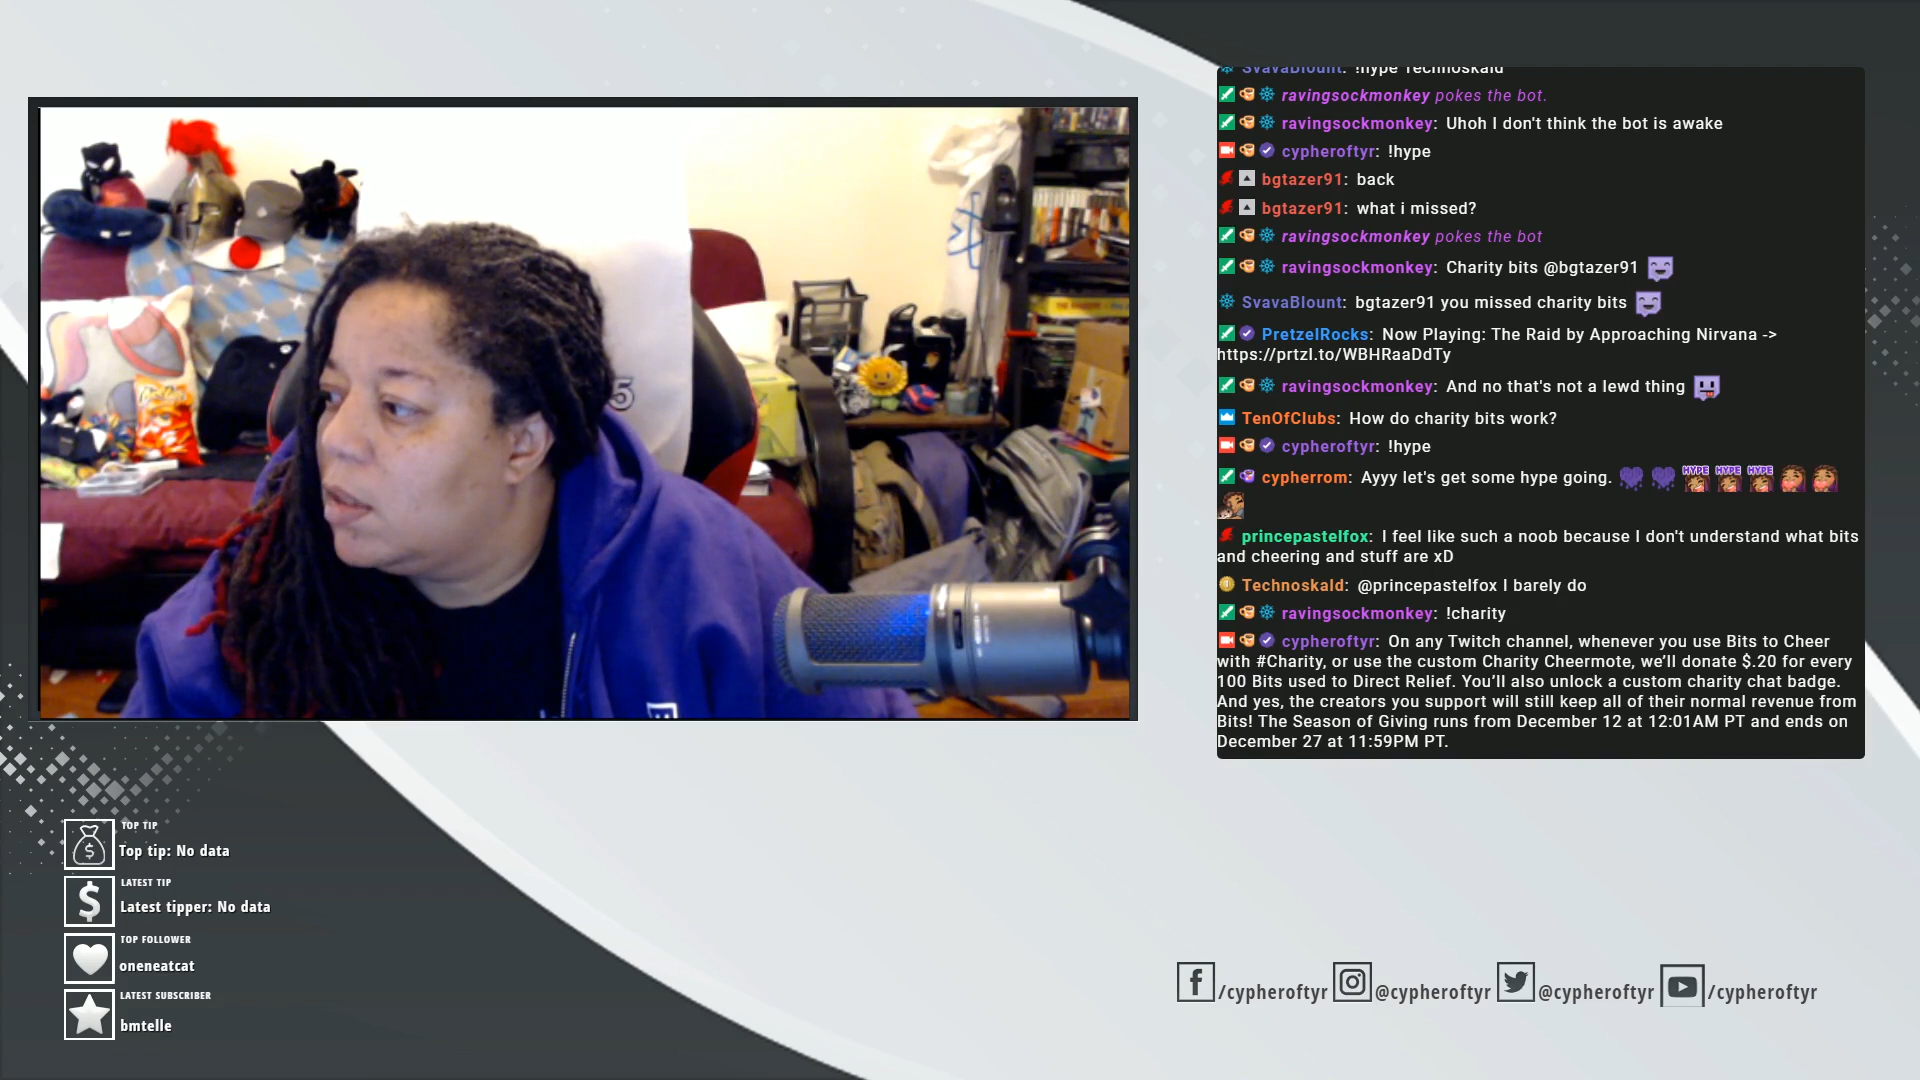 SvavaBlount: !hype Technoskald
ravingsockmonkey pokes the bot.
ravingsockmonkey: Uhoh I don't think the bot is awake
cypheroftyr: !hype
bgtazer91: back
bgtazer91: what i missed?
ravingsockmonkey pokes the bot
ravingsockmonkey: Charity bits @bgtazer91
SvavaBlount: bgtazer91 you missed charity bits
PretzelRocks: Now Playing: The Raid by Approaching Nirvana ->
https://prtzl.to/WBHRaaDdTy
ravingsockmonkey: And no that's not a lewd thing
TenOfClubs: How do charity bits work?
cypheroftyr: !hype
cypherrom: Ayyy let's get some hype going. HYPE HYPE HYPE
princepastelfox: I feel like such a noob because I don't understand what bits
and cheering and stuff are xD
Technoskald: @princepastelfox I barely do
ravingsockmonkey: !charity
cypheroftyr: On any Twitch channel, whenever you use Bits to Cheer
with #Charity, or use the custom Charity Cheermote, we’ll donate $.20 for every
100 Bits used to Direct Relief. You’ll also unlock a custom charity chat badge.
And yes, the creators you support will still keep all of their normal revenue from
Bits! The Season of Giving runs from December 12 at 12:01AM PT and ends on
December 27 at 11:59PM PT.
5
TOP TIP
Top tip: No data
LATEST TIP
Latest tipper: No data
TOP FOLLOWER
oneneatcat
LATEST SUBSCRIBER
bmtelle
/cypheroftyr @cypheroftyr @cypheroftyr /cypheroftyr